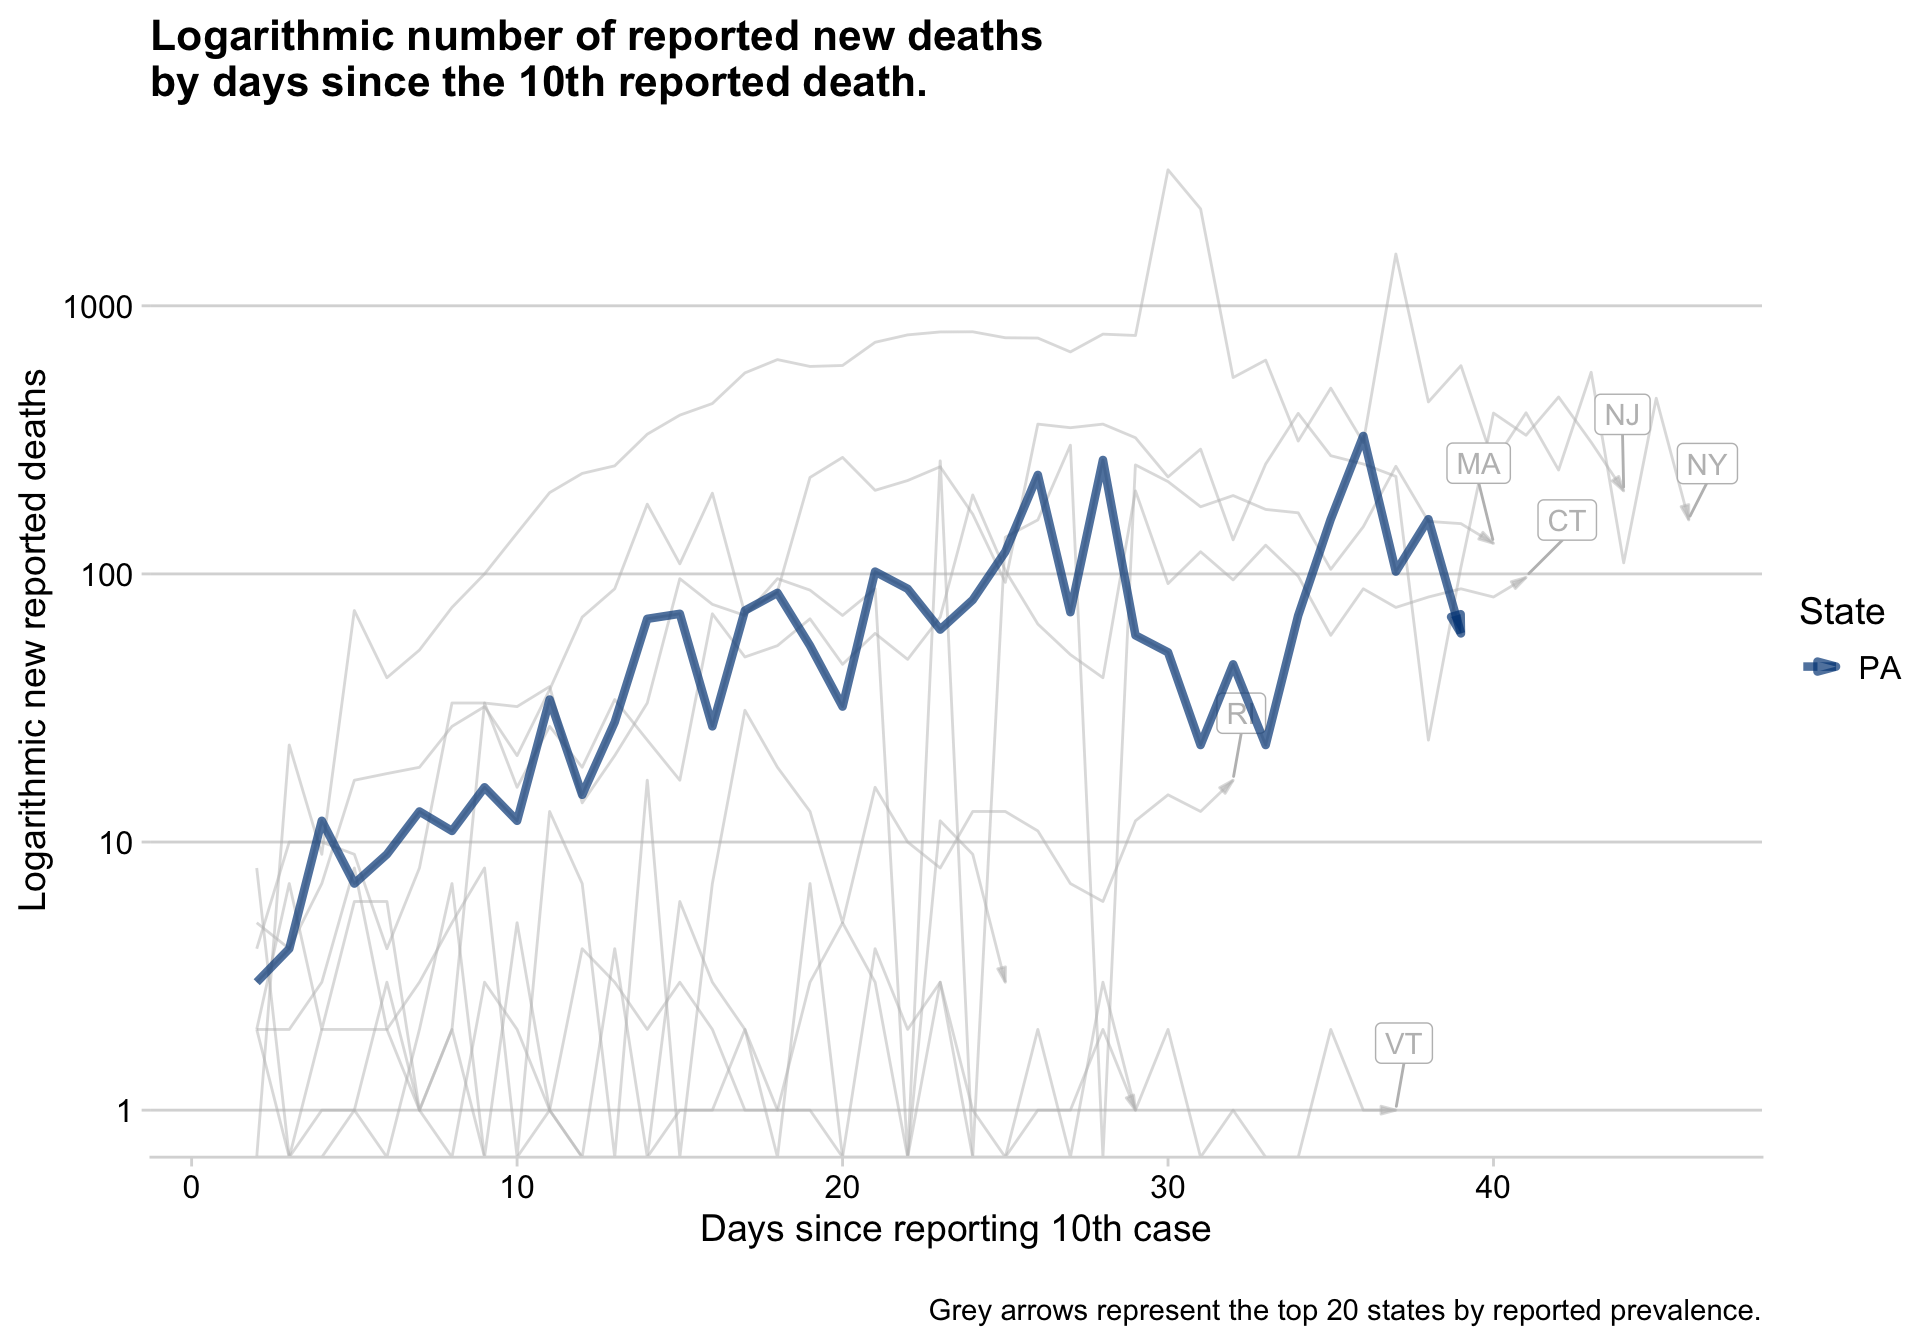 Logarithmic number of reported new deaths
by days since the 10th reported death.
Logarithmic new reported deaths
1000
100
10
1
NJ
MA
NY
CT
RI
VT
State
PA
0 10 20 30 40
Days since reporting 10th case
Grey arrows represent the top 20 states by reported prevalence.